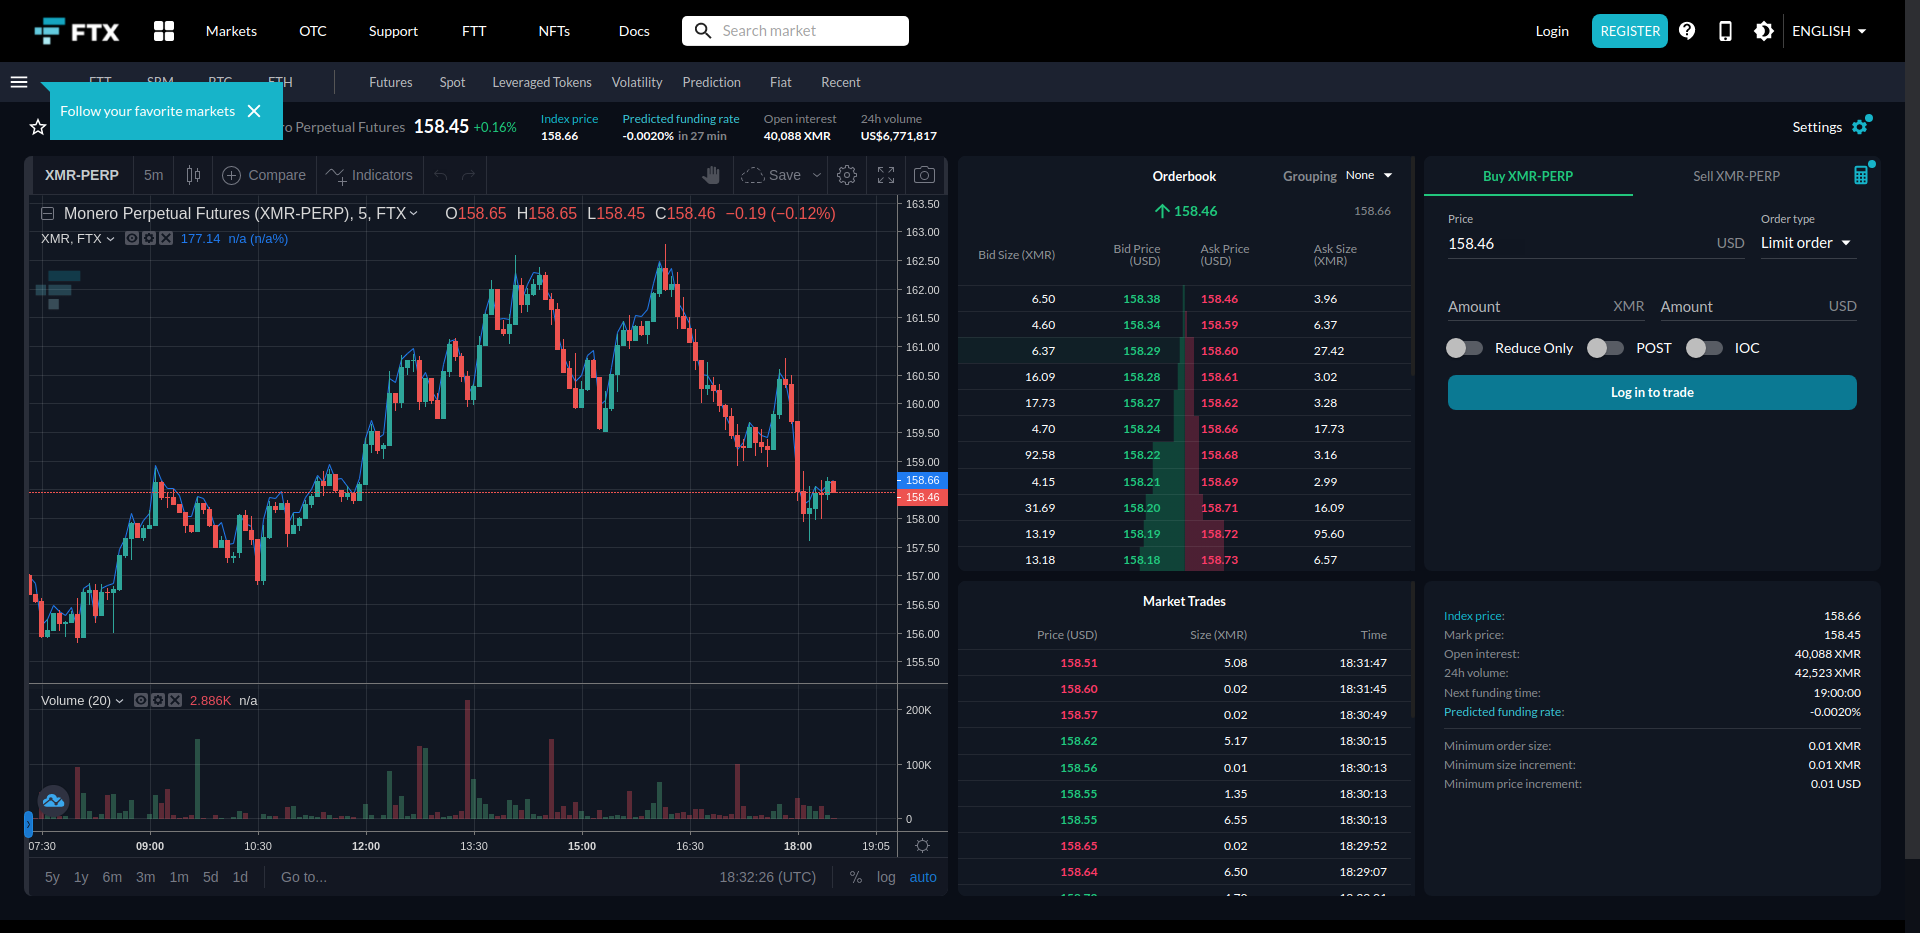 FTX
Markets
OTC
Support
FTT
NFTs
Docs
Search market
Login
REGISTER
ENGLISH
Futures
Spot
Leveraged Tokens
Volatility
Prediction
Fiat
Recent
Follow your favorite markets
Perpetual Futures
158.45
+0.16%
Index price
158.66
Predicted funding rate
-0.0020% in 27 min
Open interest
40,088 XMR
24h volume
US$6,771,817
Settings
XMR-PERP
5m
Compare
Indicators
Save
Monero Perpetual Futures (XMR-PERP), 5, FTX
O158.65 H158.65 L158.45 C158.46 −0.19 (−0.12%)
XMR, FTX
177.14 n/a (n/a%)
163.50
163.00
162.50
162.00
161.50
161.00
160.50
160.00
159.50
159.00
158.66
158.46
158.00
157.50
157.00
156.50
156.00
155.50
Volume (20)
2.886K n/a
200K
100K
0
07:30 09:00 10:30 12:00 13:30 15:00 16:30 18:00 19:05
5y 1y 6m 3m 1m 5d 1d Go to...
18:32:26 (UTC) % log auto
Orderbook
Grouping None
158.46
158.66
Bid Size (XMR) Bid Price (USD) Ask Price (USD) Ask Size (XMR)
6.50 158.38 158.46 3.96
4.60 158.34 158.59 6.37
6.37 158.29 158.60 27.42
16.09 158.28 158.61 3.02
17.73 158.27 158.62 3.28
4.70 158.24 158.66 17.73
92.58 158.22 158.68 3.16
4.15 158.21 158.69 2.99
31.69 158.20 158.71 16.09
13.19 158.19 158.72 95.60
13.18 158.18 158.73 6.57
Market Trades
Price (USD) Size (XMR) Time
158.51 5.08 18:31:47
158.60 0.02 18:31:45
158.57 0.02 18:30:49
158.62 5.17 18:30:15
158.56 0.01 18:30:13
158.55 1.35 18:30:13
158.55 6.55 18:30:13
158.65 0.02 18:29:52
158.64 6.50 18:29:07
Buy XMR-PERP
Sell XMR-PERP
Price
Order type
158.46 USD
Limit order
Amount XMR
Amount USD
Reduce Only
POST
IOC
Log in to trade
Index price: 158.66
Mark price: 158.45
Open interest: 40,088 XMR
24h volume: 42,523 XMR
Next funding time: 19:00:00
Predicted funding rate: -0.0020%
Minimum order size: 0.01 XMR
Minimum size increment: 0.01 XMR
Minimum price increment: 0.01 USD